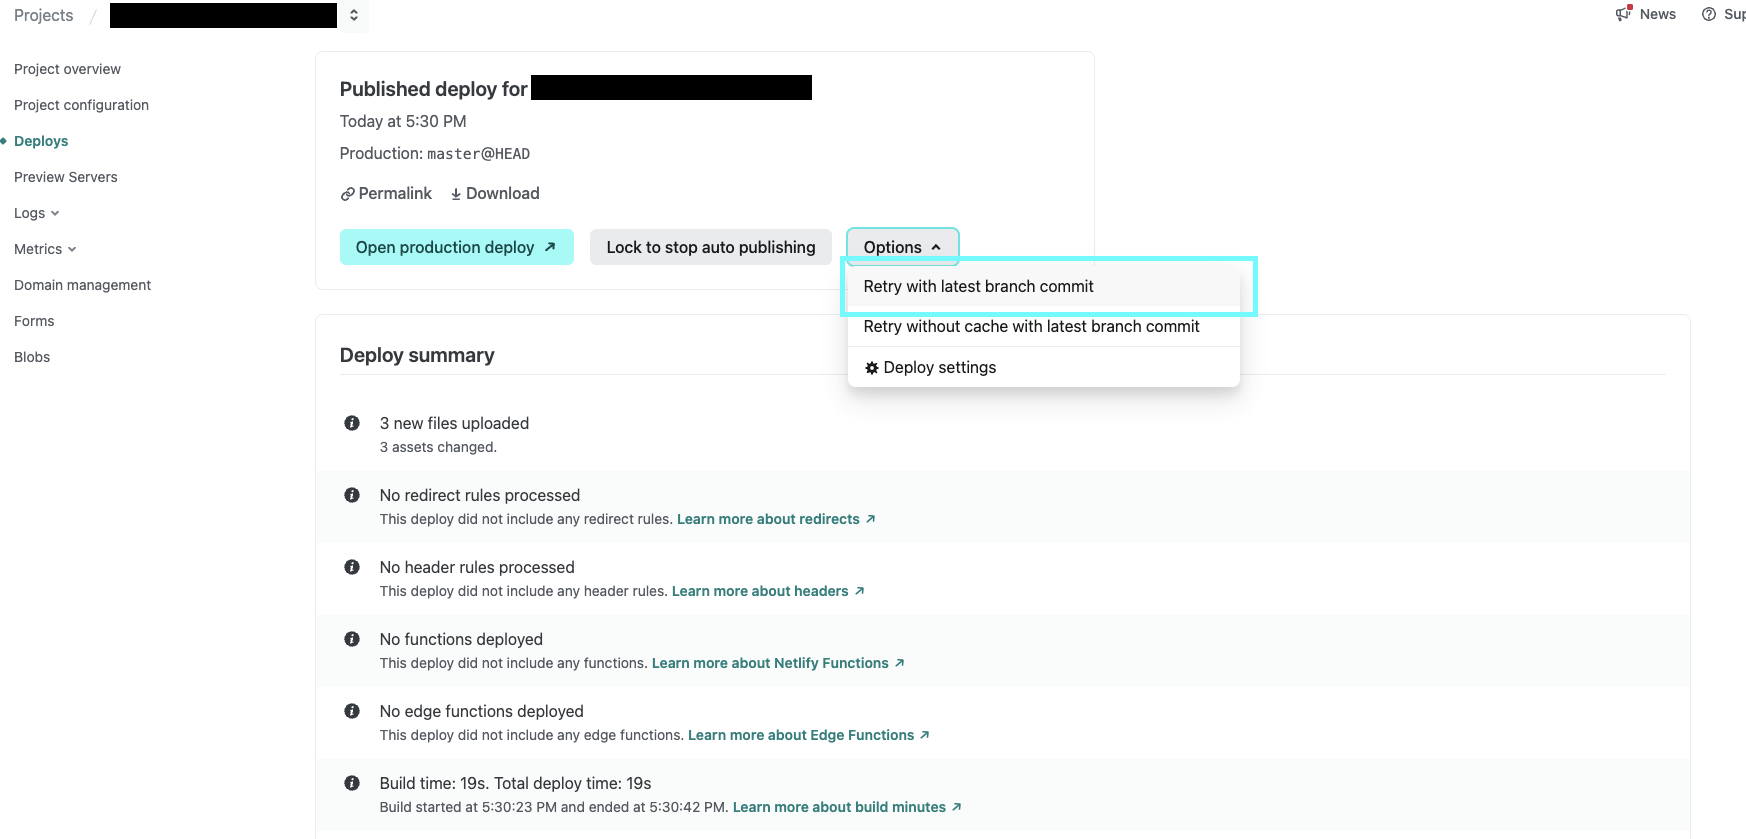 Projects /
News
Project overview
Project configuration
Deploys
Preview Servers
Logs
Metrics
Domain management
Forms
Blobs
Published deploy for
Today at 5:30 PM
Production: master@HEAD
Permalink Download
Open production deploy Lock to stop auto publishing Options
Retry with latest branch commit
Retry without cache with latest branch commit
Deploy settings
Deploy summary
3 new files uploaded
3 assets changed.
No redirect rules processed
This deploy did not include any redirect rules. Learn more about redirects
No header rules processed
This deploy did not include any header rules. Learn more about headers
No functions deployed
This deploy did not include any functions. Learn more about Netlify Functions
No edge functions deployed
This deploy did not include any edge functions. Learn more about Edge Functions
Build time: 19s. Total deploy time: 19s
Build started at 5:30:23 PM and ended at 5:30:42 PM. Learn more about build minutes